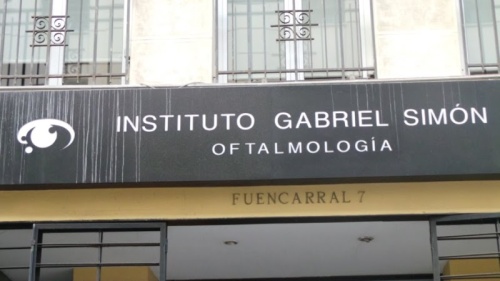 INSTITUTO GABRIEL SIMÓN
OFTALMOLOGÍA
FUENCARRAL 7